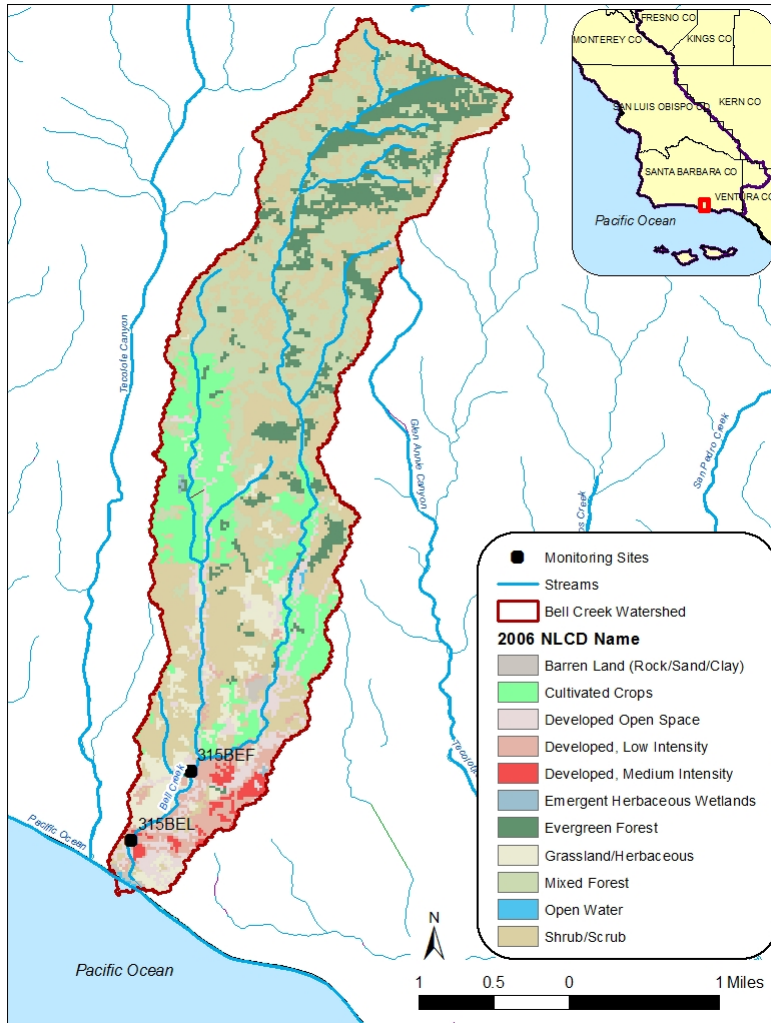 FRESNO CO
MONTEREY CO
KINGS CO
SAN LUIS OBISPO CO
KERN CO
SANTA BARBARA CO
VENTURA CO
Pacific Ocean
Tecolote Canyon
Glen Annie Canyon
San Pedro Creek
os Creek
Tecolote
315BEF
Bell Creek
315BEL
Pacific Ocean
Pacific Ocean
Monitoring Sites
Streams
Bell Creek Watershed
2006 NLCD Name
Barren Land (Rock/Sand/Clay)
Cultivated Crops
Developed Open Space
Developed, Low Intensity
Developed, Medium Intensity
Emergent Herbaceous Wetlands
Evergreen Forest
Grassland/Herbaceous
Mixed Forest
Open Water
Shrub/Scrub
N
1 0.5 0 1 Miles